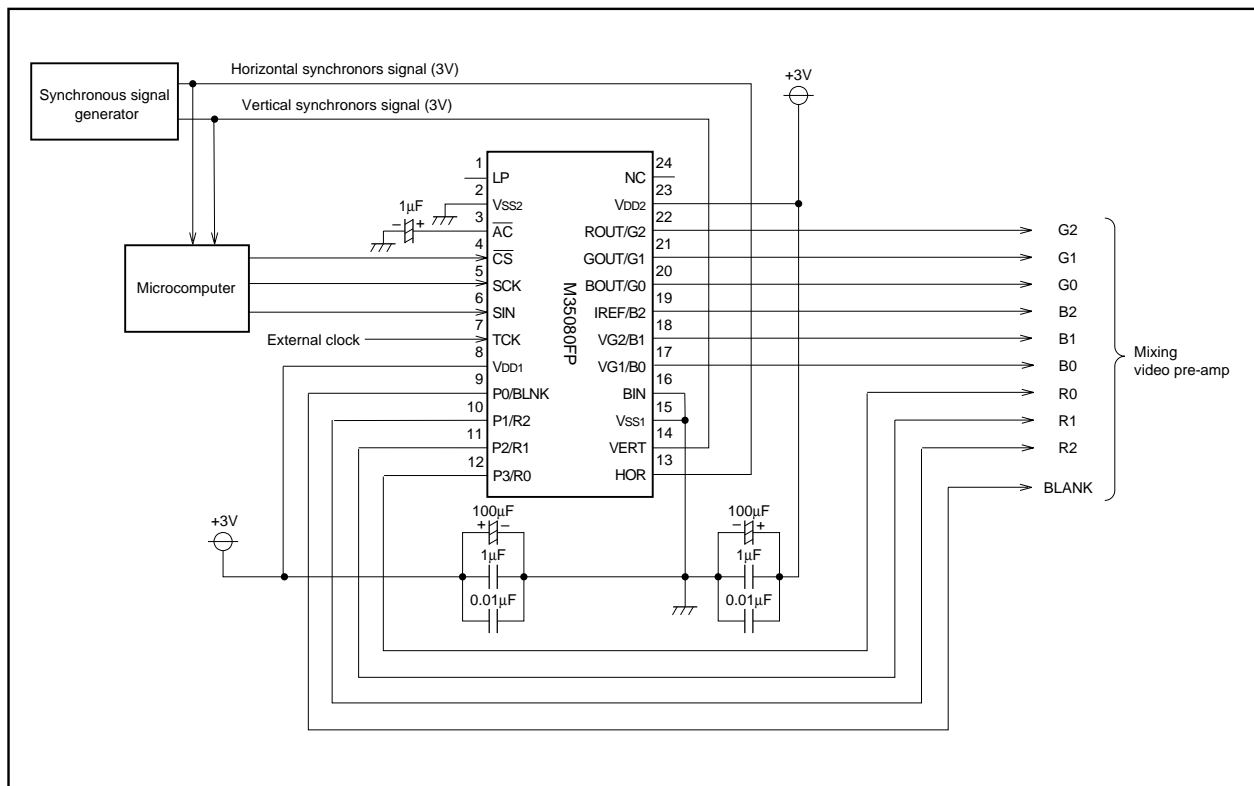 Horizontal synchronors signal (3V)
Synchronous signal
generator
Vertical synchronors signal (3V)
+3V
1
LP
2
VSS2
3
AC
4
CS
5
SCK
6
SIN
7
TCK
8
VDD1
9
P0/BLNK
10
P1/R2
11
P2/R1
12
P3/R0
M35080FP
24
NC
23
VDD2
22
ROUT/G2
21
GOUT/G1
20
BOUT/G0
19
IREF/B2
18
VG2/B1
17
VG1/B0
16
BIN
15
VSS1
14
VERT
13
HOR
1μF
− +
Microcomputer
External clock
G2
G1
G0
B2
B1
B0
R0
R1
R2
BLANK
Mixing
video pre-amp
+3V
100μF
+ −
1μF
0.01μF
100μF
− +
1μF
0.01μF